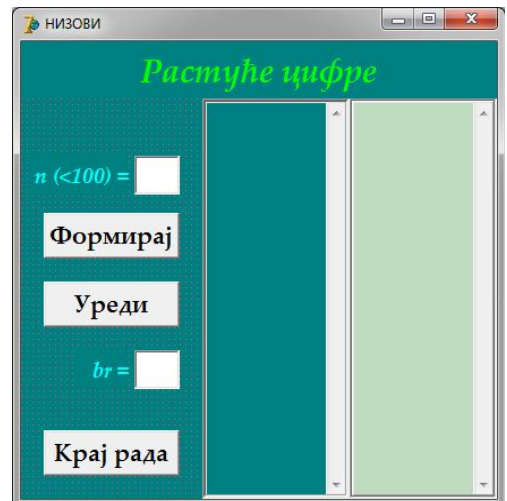 НИЗОВИ
Растуће цифре
n (<100) =
Формирај
Уреди
br =
Крај рада